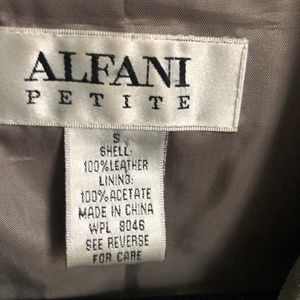 ALFANI
PETITE
S
SHELL:
100%LEATHER
LINING:
100%ACETATE
MADE IN CHINA
WPL 8046
SEE REVERSE
FOR CARE